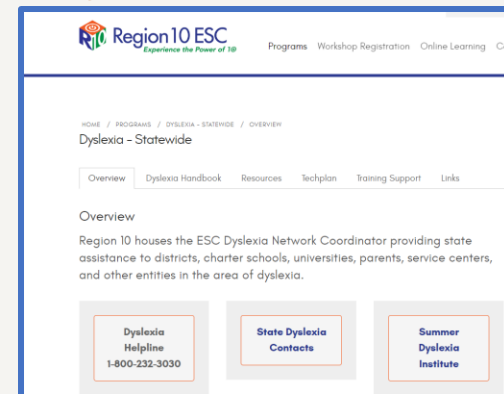 R10 Region 10 ESC
Experience the Power of 10
Programs Workshop Registration Online Learning
HOME / PROGRAMS / DYSLEXIA - STATEWIDE / OVERVIEW
Dyslexia - Statewide
Overview Dyslexia Handbook Resources Techplan Training Support Links
Overview
Region 10 houses the ESC Dyslexia Network Coordinator providing state
assistance to districts, charter schools, universities, parents, service centers,
and other entities in the area of dyslexia.
Dyslexia
Helpline
1-800-232-3030
State Dyslexia
Contacts
Summer
Dyslexia
Institute